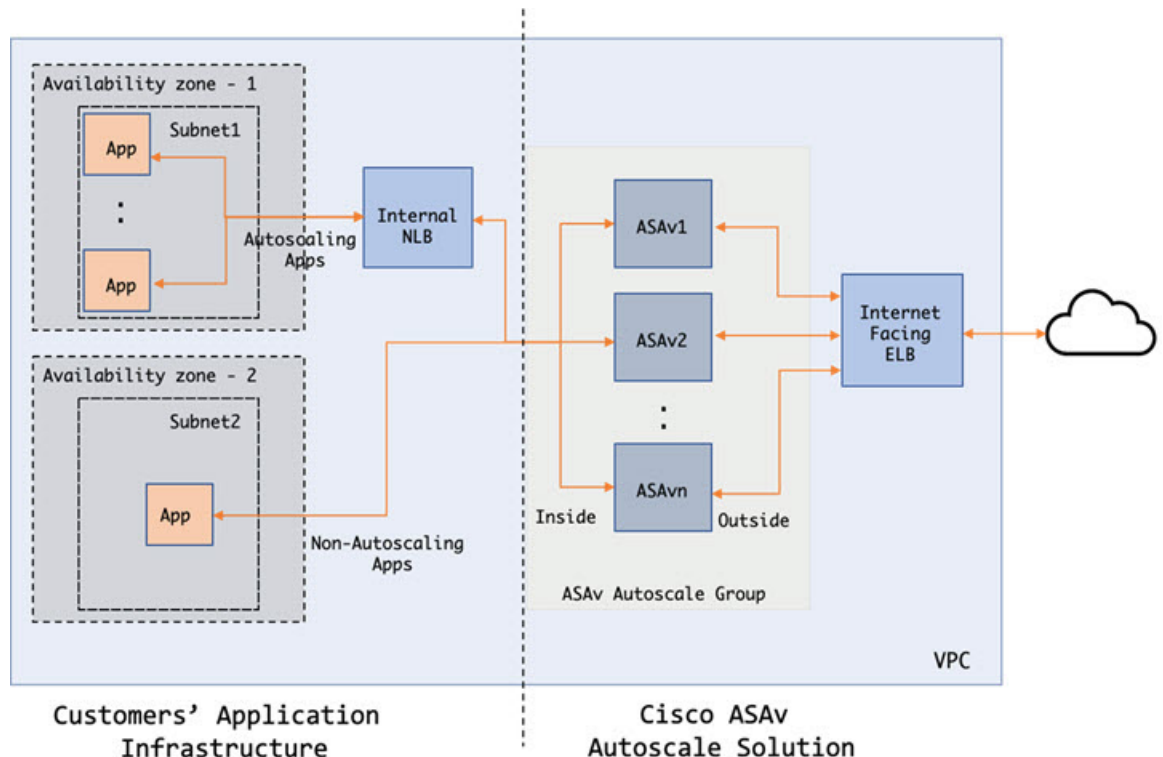 Availability zone - 1
Subnet1
App
:
App
Autoscaling
Apps
Internal
NLB
Availability zone - 2
Subnet2
App
Non-Autoscaling
Apps
ASAv1
ASAv2
:
ASAvn
Inside
Outside
ASAv Autoscale Group
Internet
Facing
ELB
VPC
Customers’ Application
Infrastructure
Cisco ASAv
Autoscale Solution